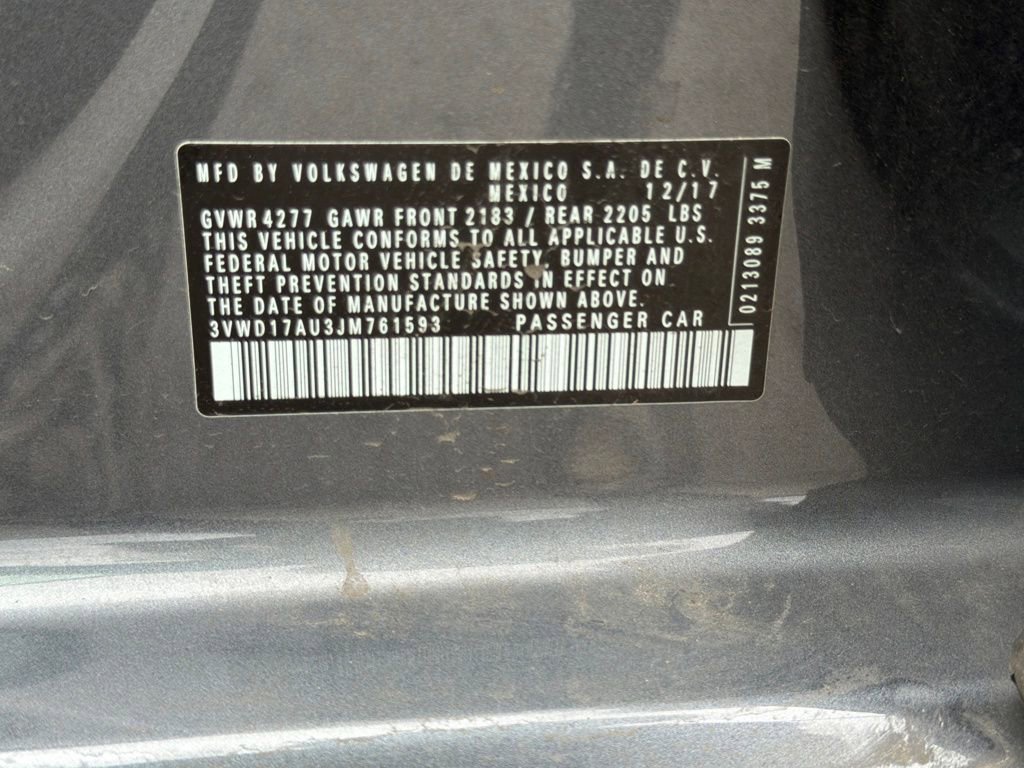 MFD BY VOLKSWAGEN DE MEXICO S.A. DE C.V.
MEXICO 12/17
GVWR 4277 GAWR FRONT 2183 / REAR 2205 LBS
THIS VEHICLE CONFORMS TO ALL APPLICABLE U.S.
FEDERAL MOTOR VEHICLE SAFETY, BUMPER AND
THEFT PREVENTION STANDARDS IN EFFECT ON
THE DATE OF MANUFACTURE SHOWN ABOVE.
3VWD17AU3JM761593 PASSENGER CAR
0213089 3375 M